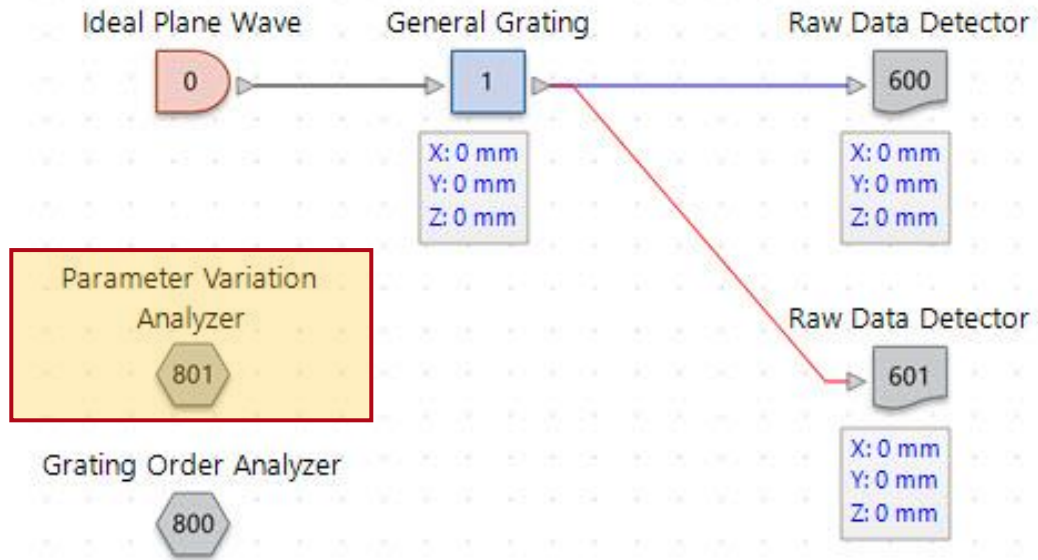 Ideal Plane Wave
General Grating
Raw Data Detector
0
1
600
X: 0 mm
Y: 0 mm
Z: 0 mm
X: 0 mm
Y: 0 mm
Z: 0 mm
Parameter Variation
Analyzer
801
Raw Data Detector
601
X: 0 mm
Y: 0 mm
Z: 0 mm
Grating Order Analyzer
800